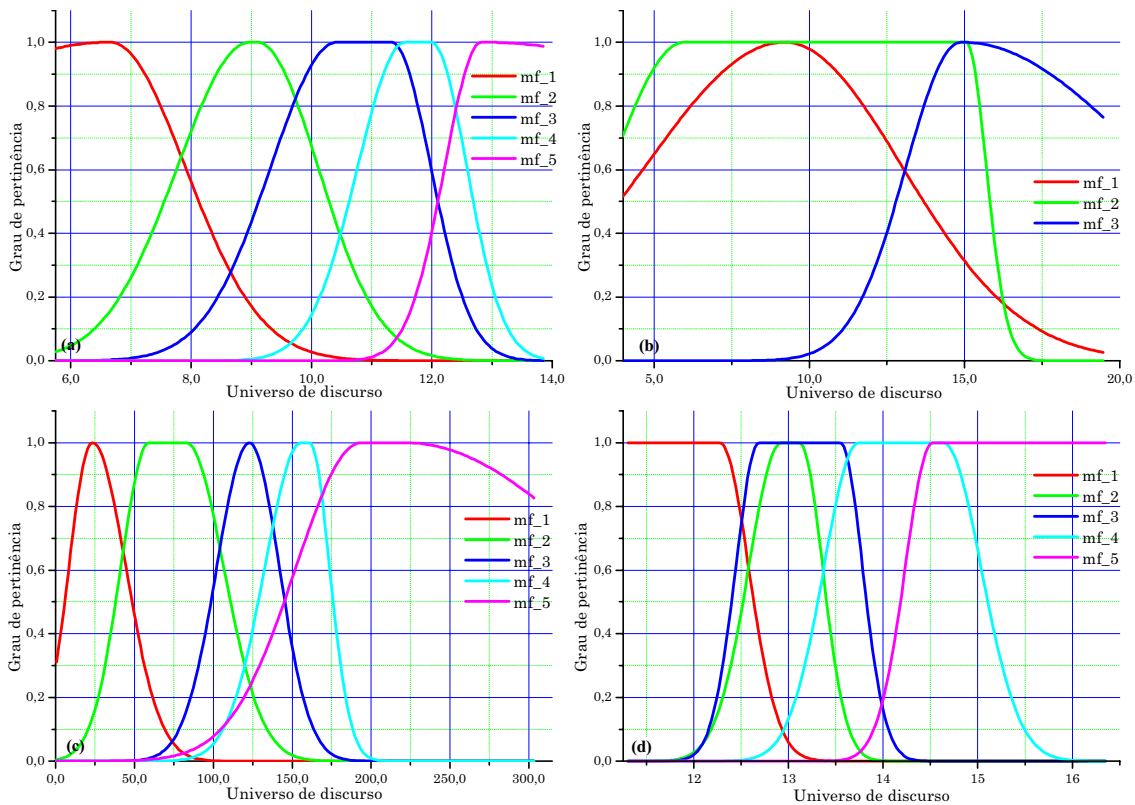 1,0
0,8
0,6
0,4
0,2
0,0
Grau de pertinência
mf_1
mf_2
mf_3
mf_4
mf_5
(a)
6,0 8,0 10,0 12,0 14,0
Universo de discurso
1,0
0,8
0,6
0,4
0,2
0,0
Grau de pertinência
mf_1
mf_2
mf_3
(b)
5,0 10,0 15,0 20,0
Universo de discurso
1,0
0,8
0,6
0,4
0,2
0,0
Grau de pertinência
mf_1
mf_2
mf_3
mf_4
mf_5
(c)
0,0 50,0 100,0 150,0 200,0 250,0 300,0
Universo de discurso
1,0
0,8
0,6
0,4
0,2
0,0
Grau de pertinência
mf_1
mf_2
mf_3
mf_4
mf_5
(d)
12 13 14 15 16
Universo de discurso